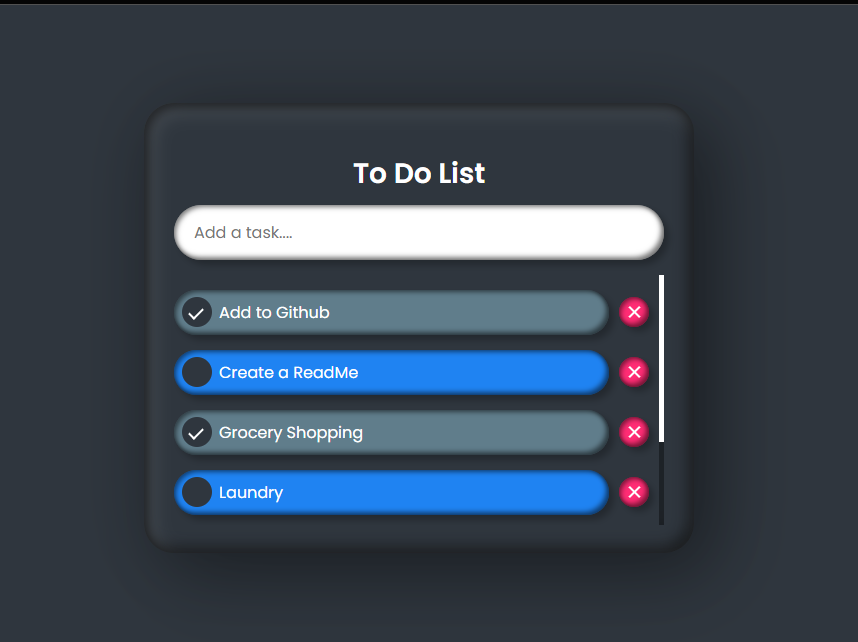 To Do List
Add a task....
Add to Github
Create a ReadMe
Grocery Shopping
Laundry